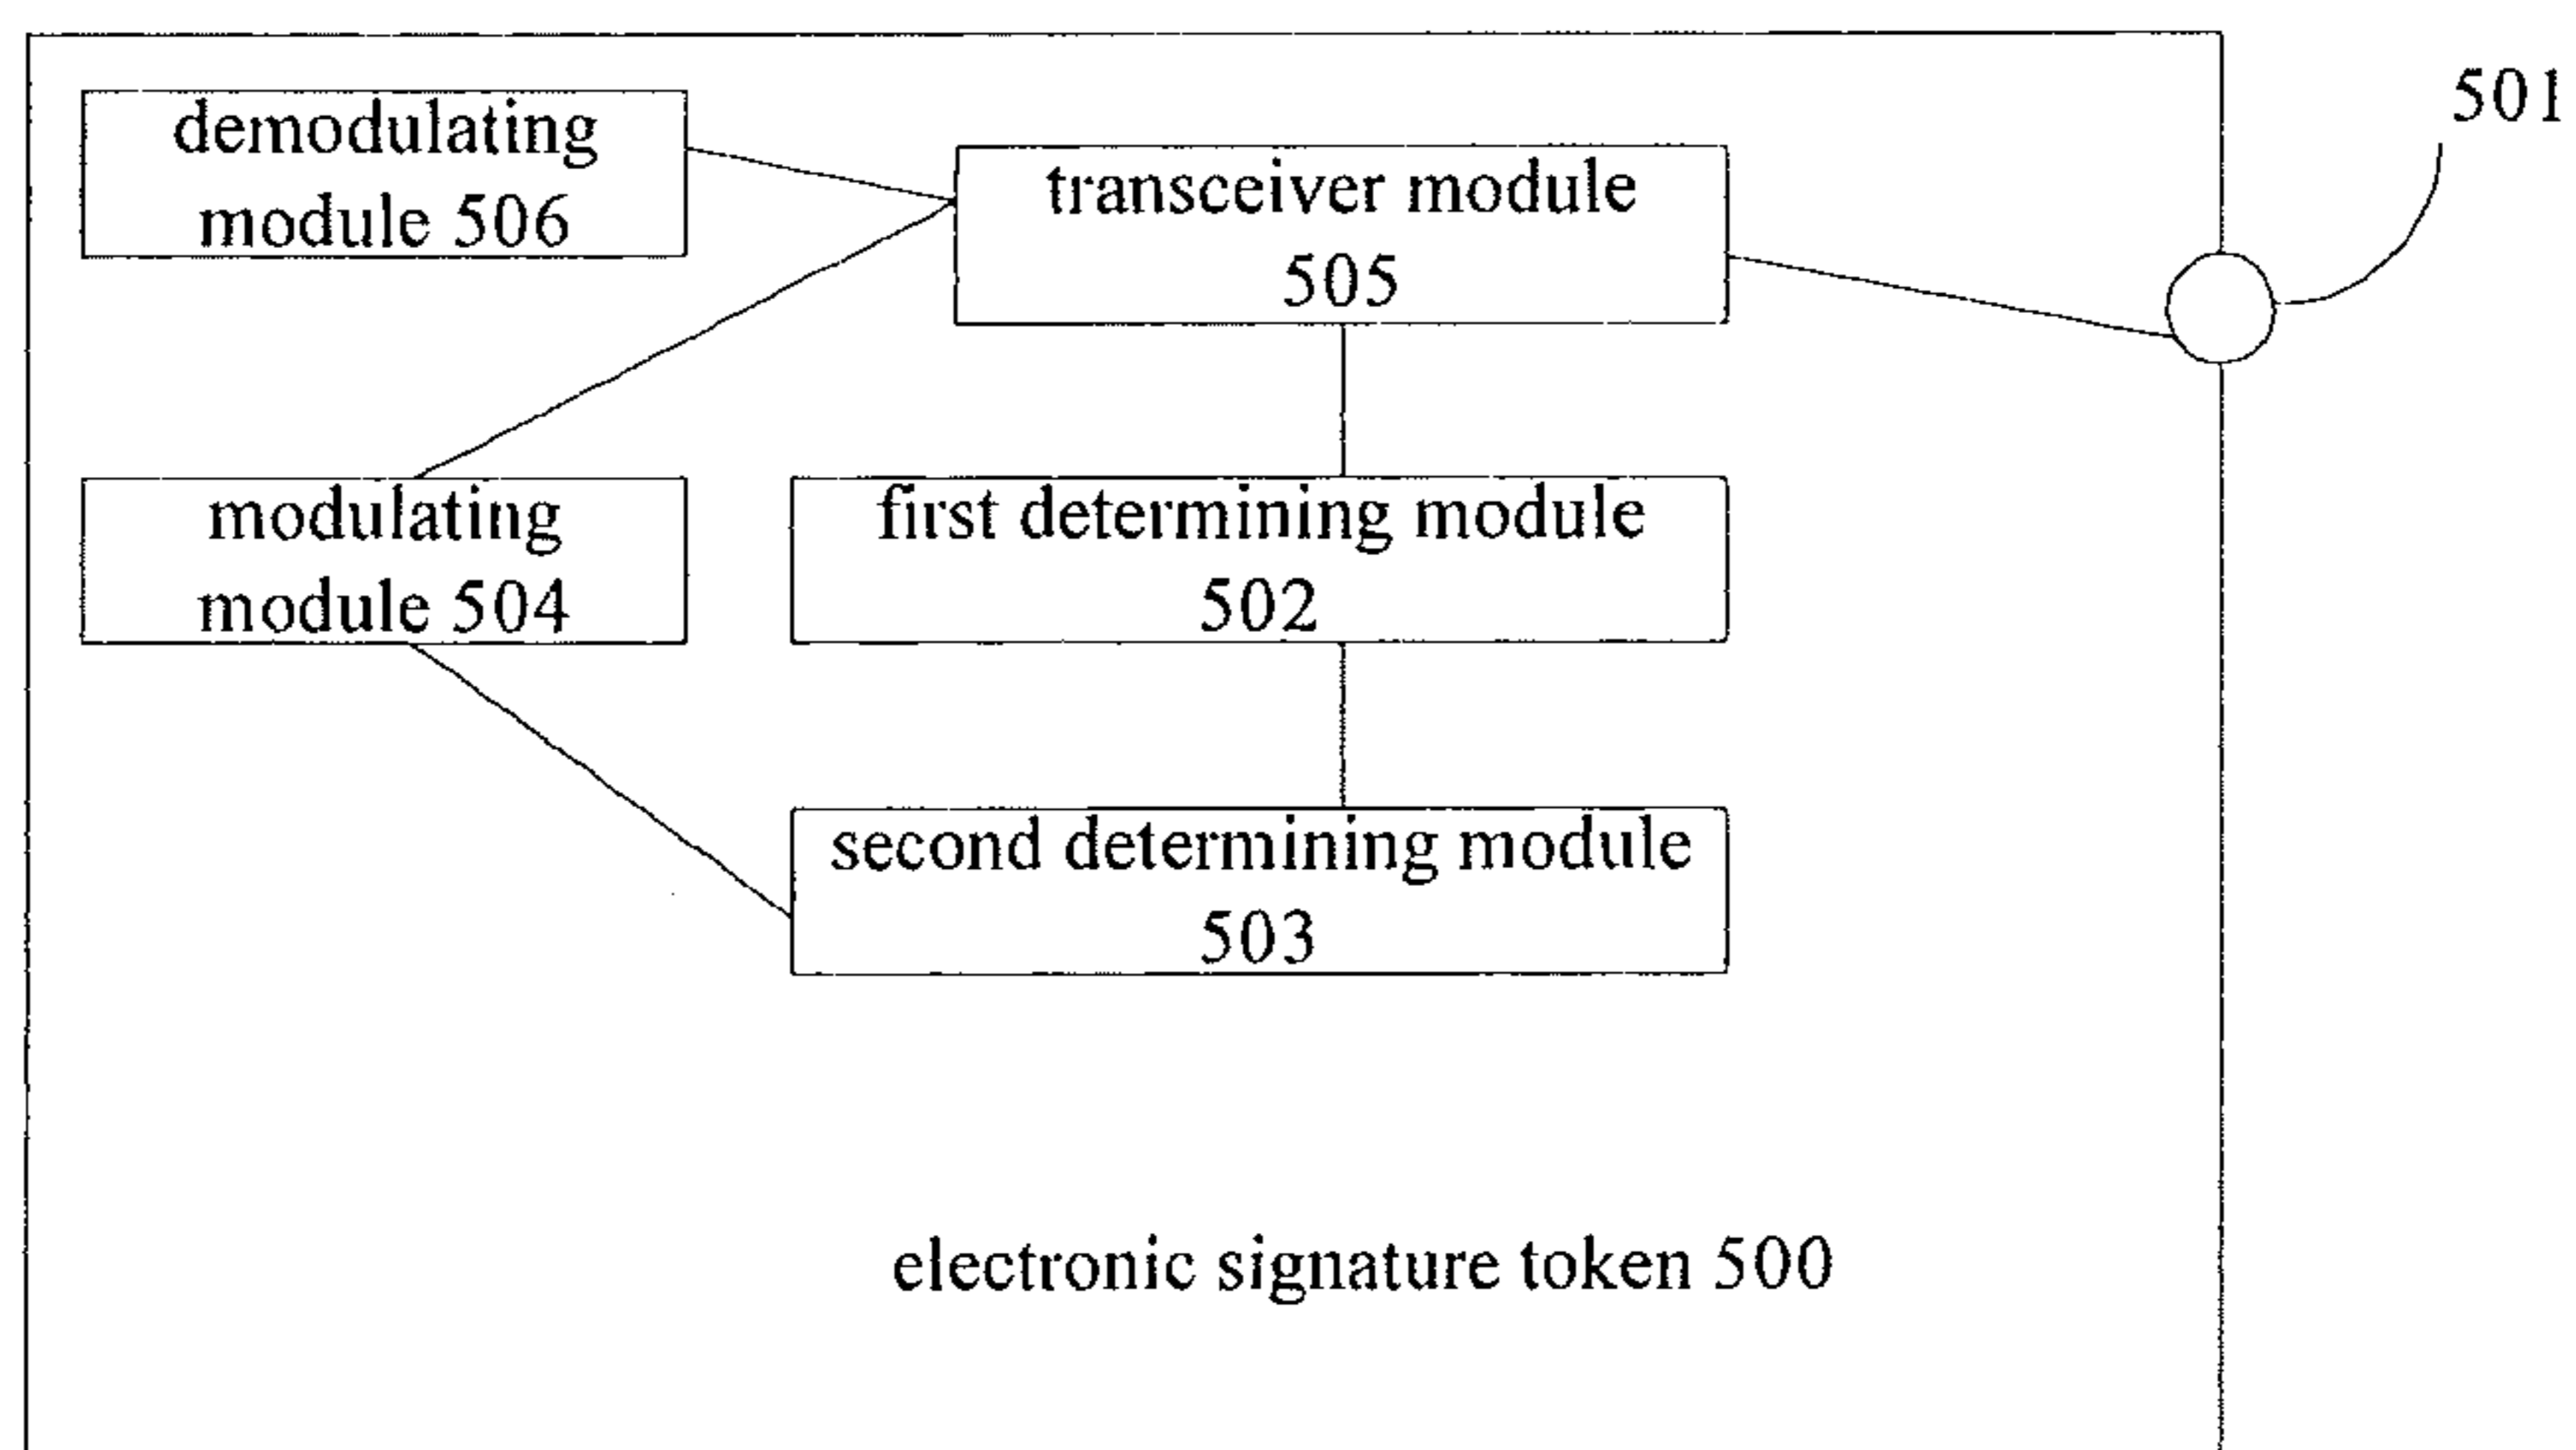 501
demodulating
module 506
transceiver module
505
modulating
module 504
first determining module
502
second determining module
503
electronic signature token 500